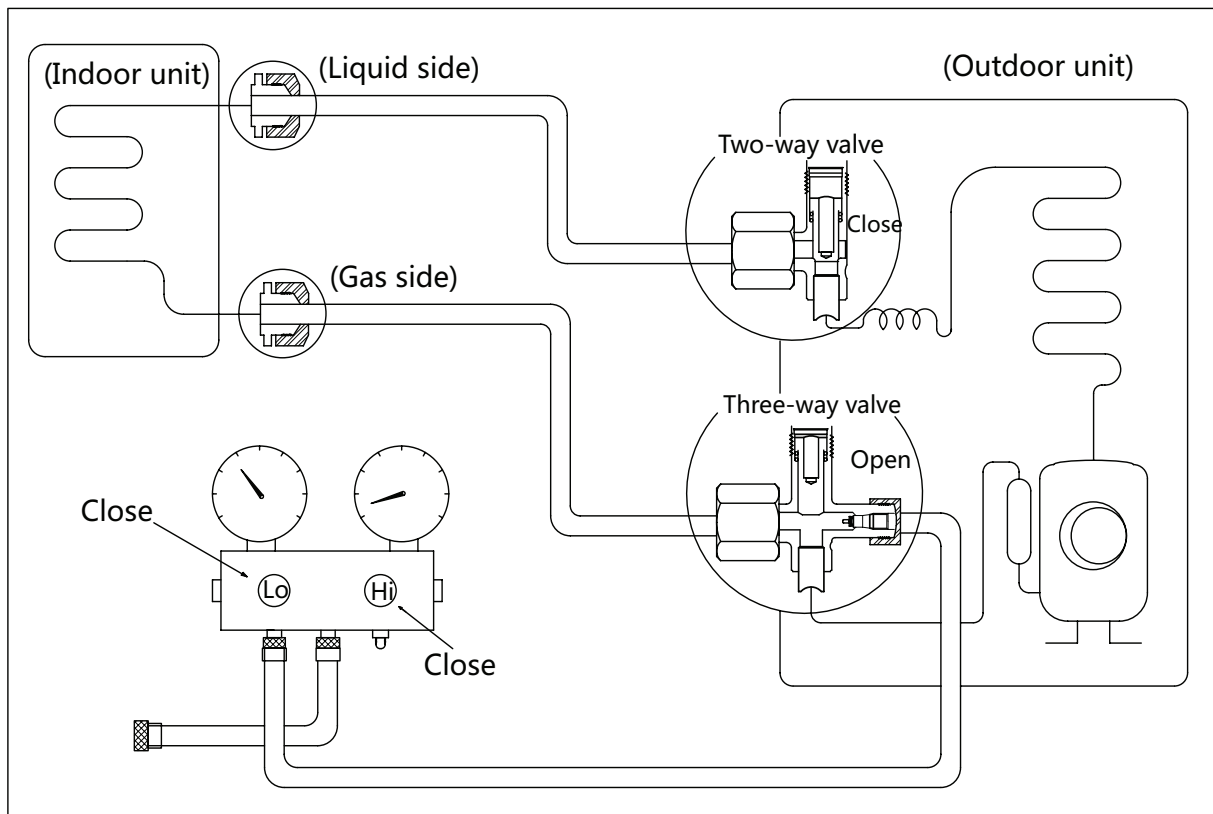 (Indoor unit)
(Liquid side)
(Outdoor unit)
Two-way valve
Close
(Gas side)
Three-way valve
Open
Close
Lo
Hi
Close